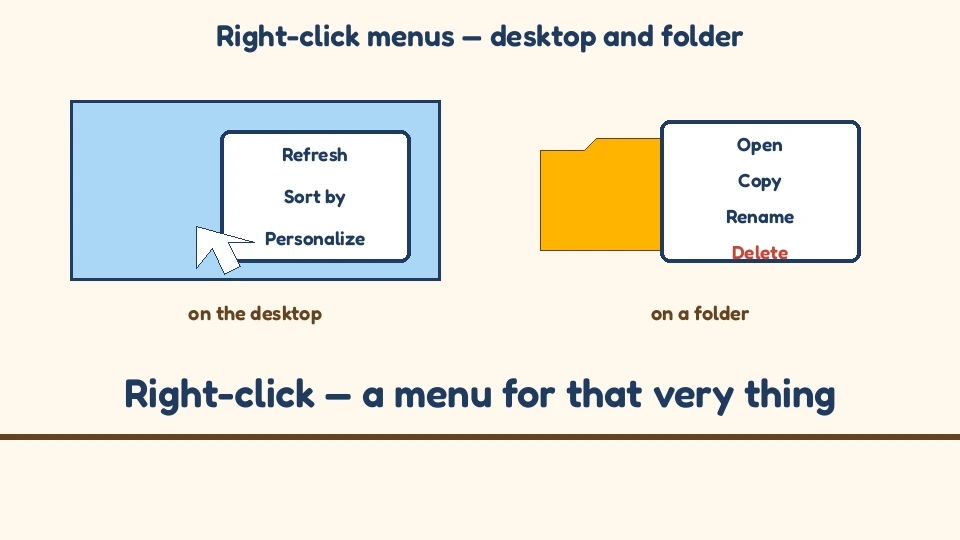 Right-click menus — desktop and folder
Refresh
Sort by
Personalize
on the desktop
Open
Copy
Rename
Delete
on a folder
Right-click — a menu for that very thing